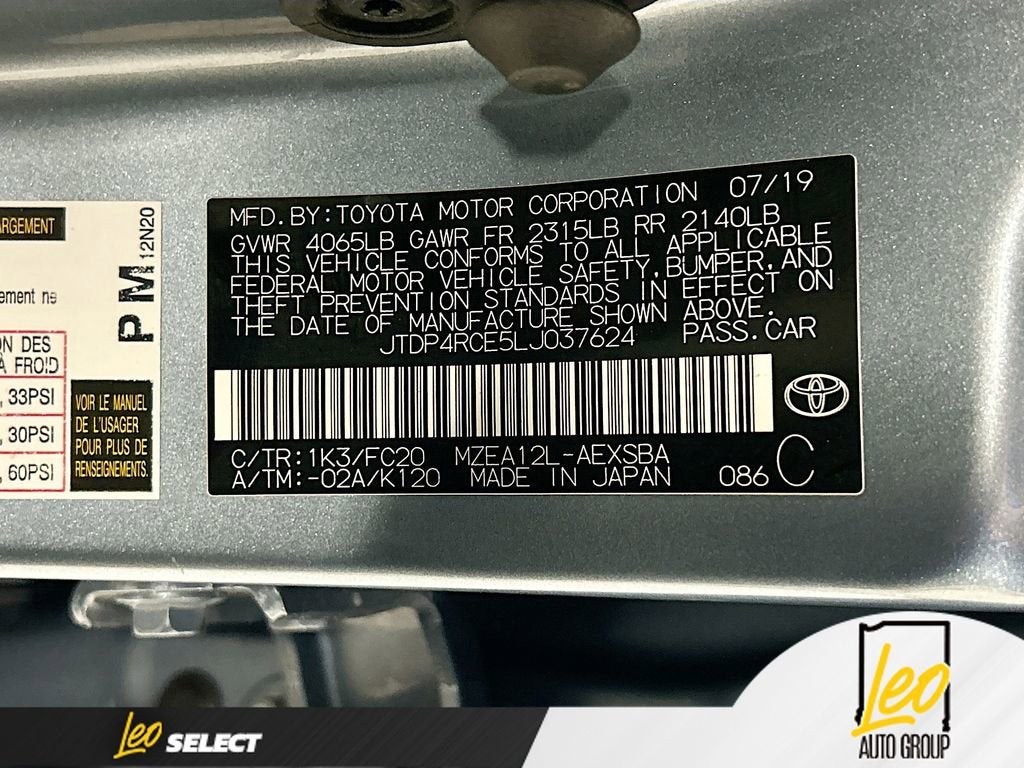 MFD. BY: TOYOTA MOTOR CORPORATION 07/19
GVWR 4065LB GAWR FR 2315LB RR 2140LB
THIS VEHICLE CONFORMS TO ALL APPLICABLE
FEDERAL MOTOR VEHICLE SAFETY, BUMPER, AND
THEFT PREVENTION STANDARDS IN EFFECT ON
THE DATE OF MANUFACTURE SHOWN ABOVE.
JTDP4RCE5LJ037624 PASS.CAR
C/TR:1K3/FC20 MZEA12L-AEXSBA
A/TM:-02A/K120 MADE IN JAPAN 086 C
ARGEMENT
PM 12N20
ement ne
N DES
À FROID
, 33PSI
, 30PSI
, 60PSI
VOIR LE MANUEL
DE L'USAGER
POUR PLUS DE
RENSEIGNEMENTS.
Leo SELECT
Leo
AUTO GROUP